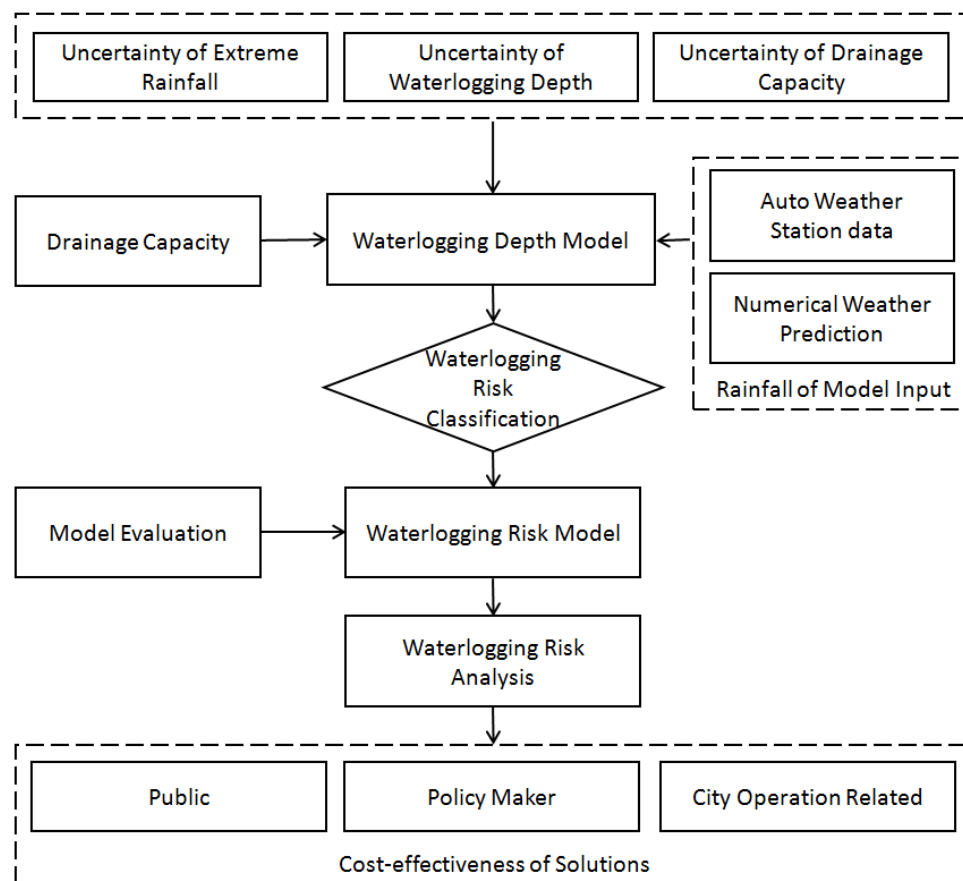 Uncertainty of Extreme
Rainfall
Uncertainty of
Waterlogging Depth
Uncertainty of Drainage
Capacity
Drainage Capacity
Waterlogging Depth Model
Auto Weather
Station data
Numerical Weather
Prediction
Rainfall of Model Input
Waterlogging
Risk
Classification
Model Evaluation
Waterlogging Risk Model
Waterlogging Risk
Analysis
Public
Policy Maker
City Operation Related
Cost-effectiveness of Solutions